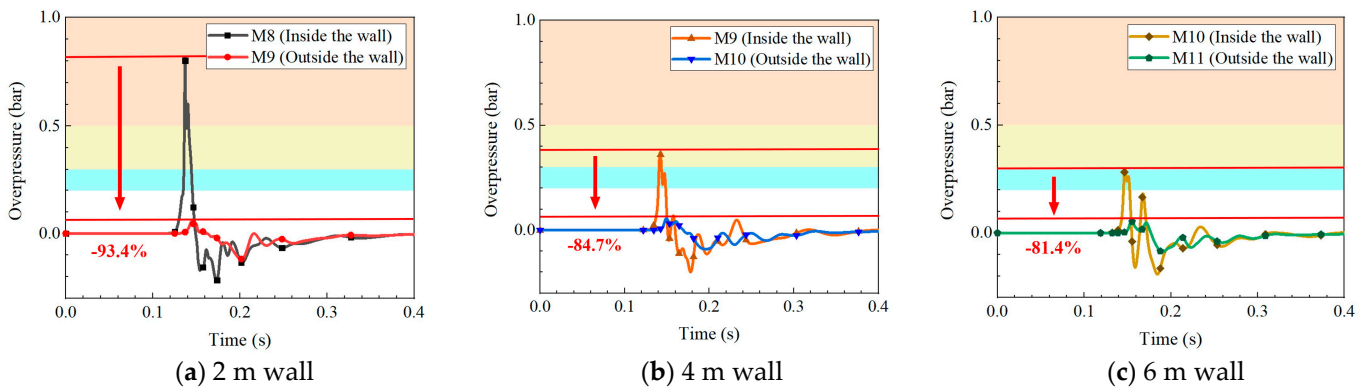 1.0
0.5
0.0
Overpressure (bar)
M8 (Inside the wall)
M9 (Outside the wall)
-93.4%
0.0 0.1 0.2 0.3 0.4
Time (s)
(a) 2 m wall
1.0
0.5
0.0
Overpressure (bar)
M9 (Inside the wall)
M10 (Outside the wall)
-84.7%
0.0 0.1 0.2 0.3 0.4
Time (s)
(b) 4 m wall
1.0
0.5
0.0
Overpressure (bar)
M10 (Inside the wall)
M11 (Outside the wall)
-81.4%
0.0 0.1 0.2 0.3 0.4
Time (s)
(c) 6 m wall